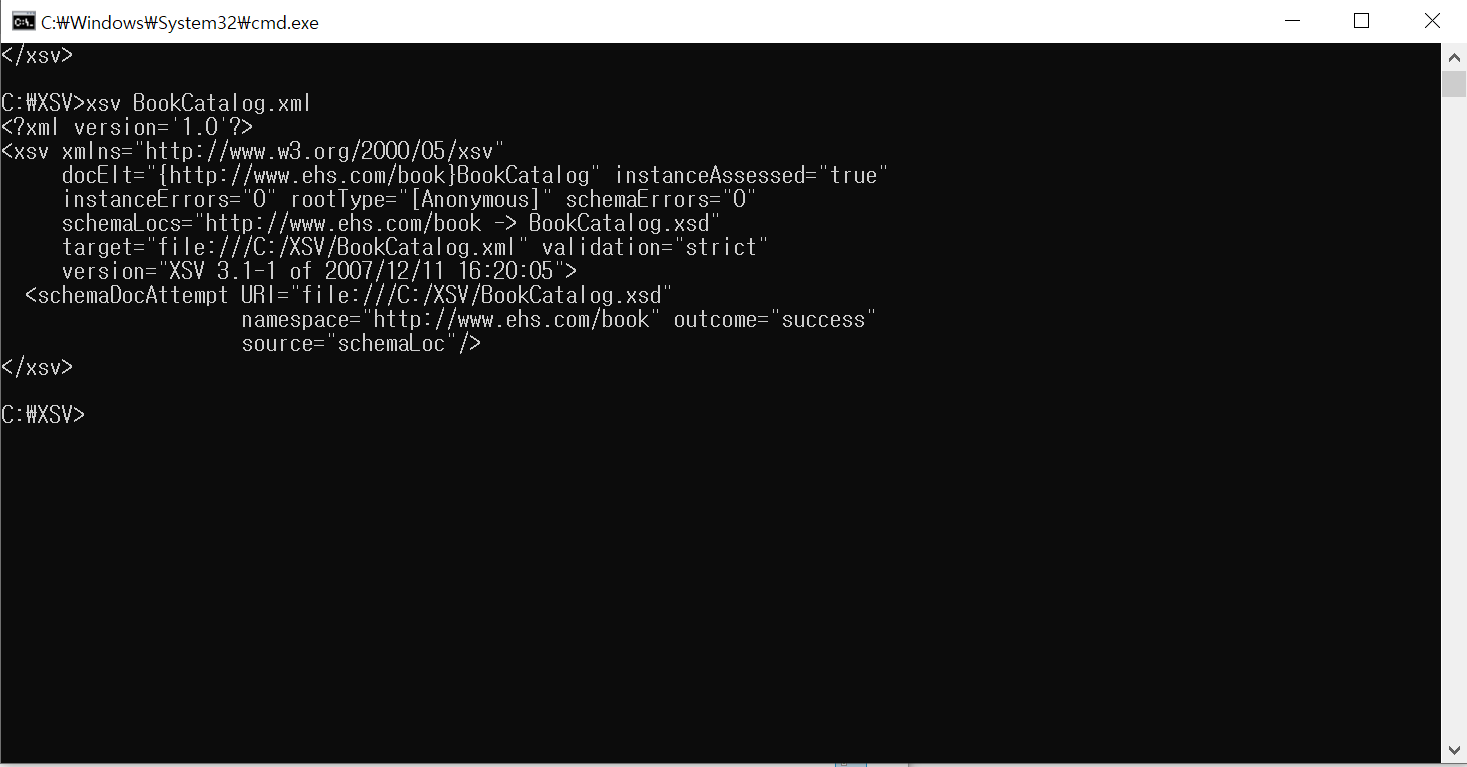 C:₩Windows₩System32₩cmd.exe
</xsv>
C:₩XSV>xsv BookCatalog.xml
<?xml version='1.0'?>
<xsv xmlns="http://www.w3.org/2000/05/xsv"
docElt="{http://www.ehs.com/book}BookCatalog" instanceAssessed="true"
instanceErrors="0" rootType="[Anonymous]" schemaErrors="0"
schemaLocs="http://www.ehs.com/book -> BookCatalog.xsd"
target="file:///C:/XSV/BookCatalog.xml" validation="strict"
version="XSV 3.1-1 of 2007/12/11 16:20:05">
<schemaDocAttempt URI="file:///C:/XSV/BookCatalog.xsd"
namespace="http://www.ehs.com/book" outcome="success"
source="schemaLoc"/>
</xsv>
C:₩XSV>